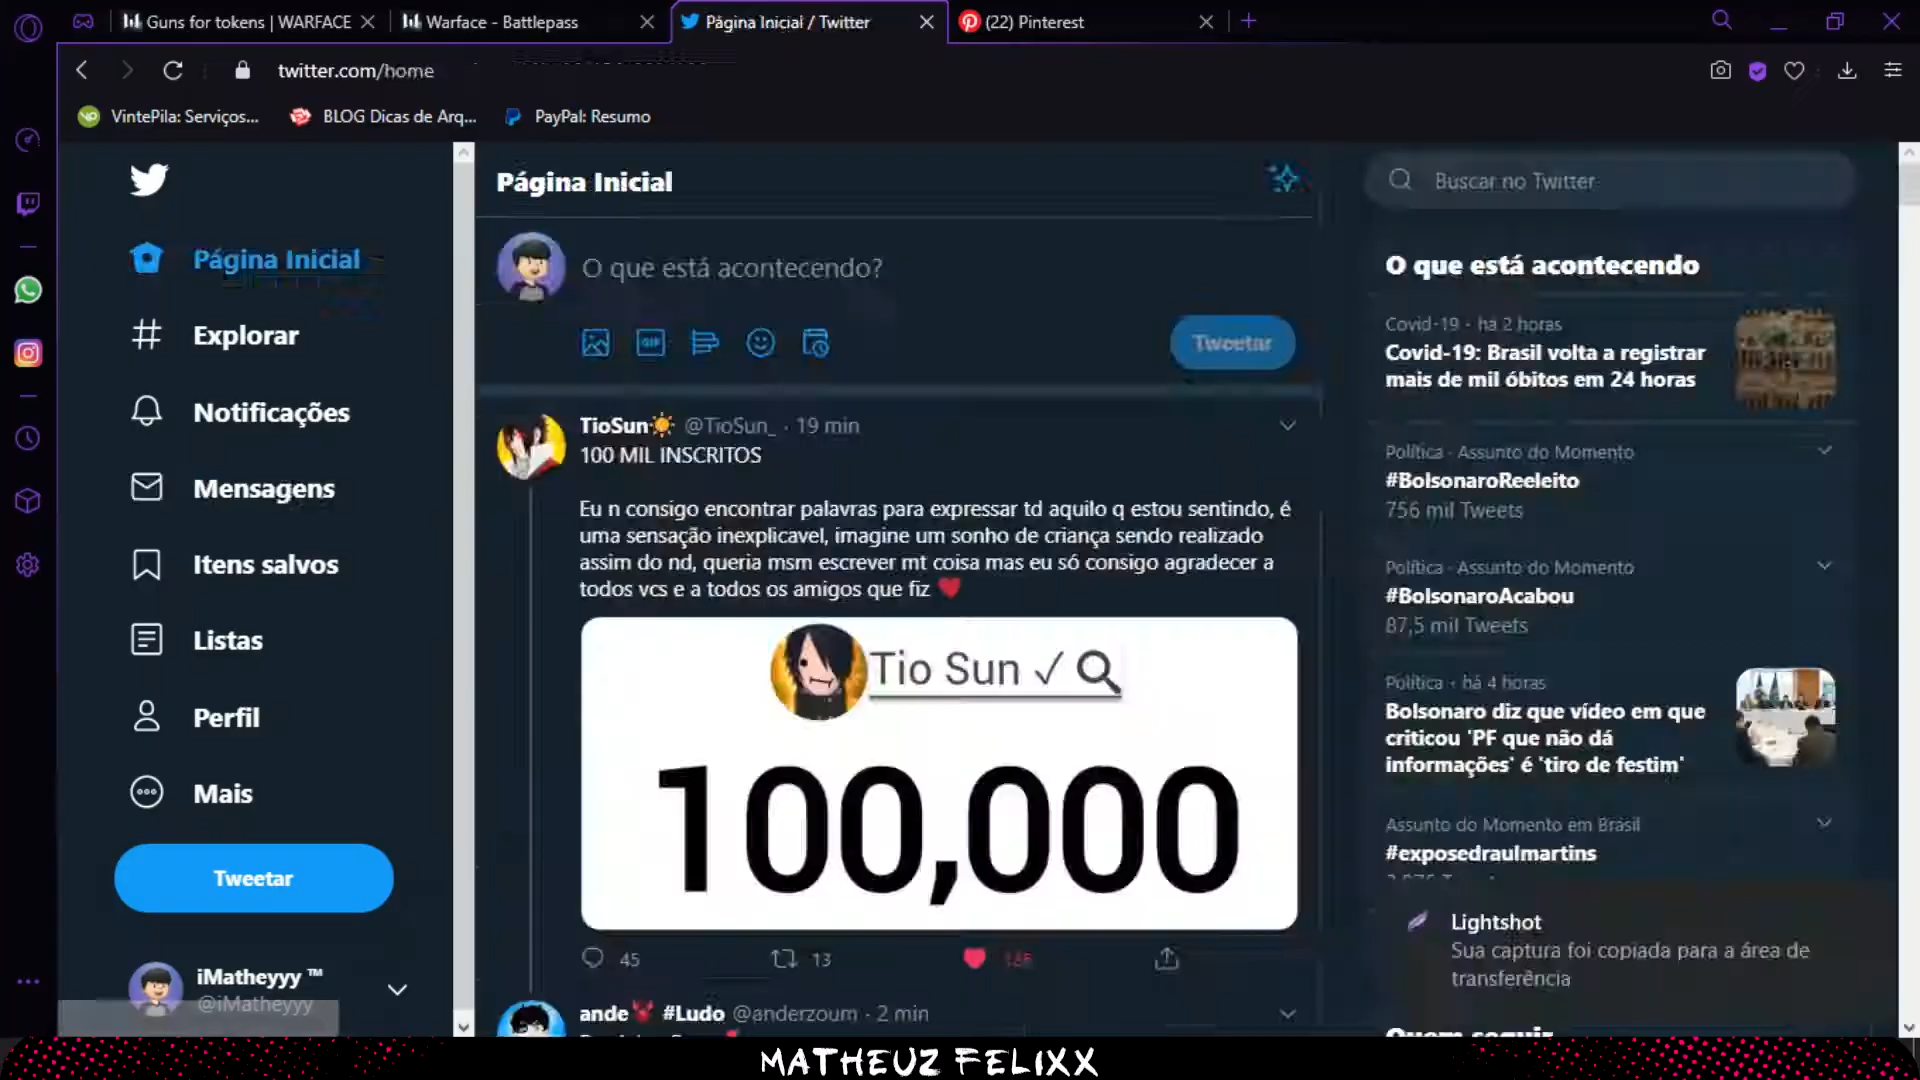 Guns for tokens | WARFACE
Warface - Battlepass
Página Inicial / Twitter
(22) Pinterest
twitter.com/home
VintePila: Serviços...
BLOG Dicas de Arq...
PayPal: Resumo
Página Inicial
Explorar
Notificações
Mensagens
Itens salvos
Listas
Perfil
Mais
Tweetar
iMatheyyy ™
@iMatheyyy
Página Inicial
O que está acontecendo?
GIF
Tweetar
TioSun☀ @TioSun_ · 19 min
100 MIL INSCRITOS
Eu n consigo encontrar palavras para expressar td aquilo q estou sentindo, é
uma sensação inexplicavel, imagine um sonho de criança sendo realizado
assim do nd, queria msm escrever mt coisa mas eu só consigo agradecer a
todos vcs e a todos os amigos que fiz ❤
Tio Sun ✓
100,000
45
13
ande #Ludo @anderzoum · 2 min
Buscar no Twitter
O que está acontecendo
Covid-19 · há 2 horas
Covid-19: Brasil volta a registrar
mais de mil óbitos em 24 horas
Política · Assunto do Momento
#BolsonaroReeleito
756 mil Tweets
Política · Assunto do Momento
#BolsonaroAcabou
87,5 mil Tweets
Política · há 4 horas
Bolsonaro diz que vídeo em que
criticou 'PF que não dá
informações' é 'tiro de festim'
Assunto do Momento em Brasil
#exposedraulmartins
Lightshot
Sua captura foi copiada para a área de
transferência
Quem seguir
MATHEUZ FELIXX